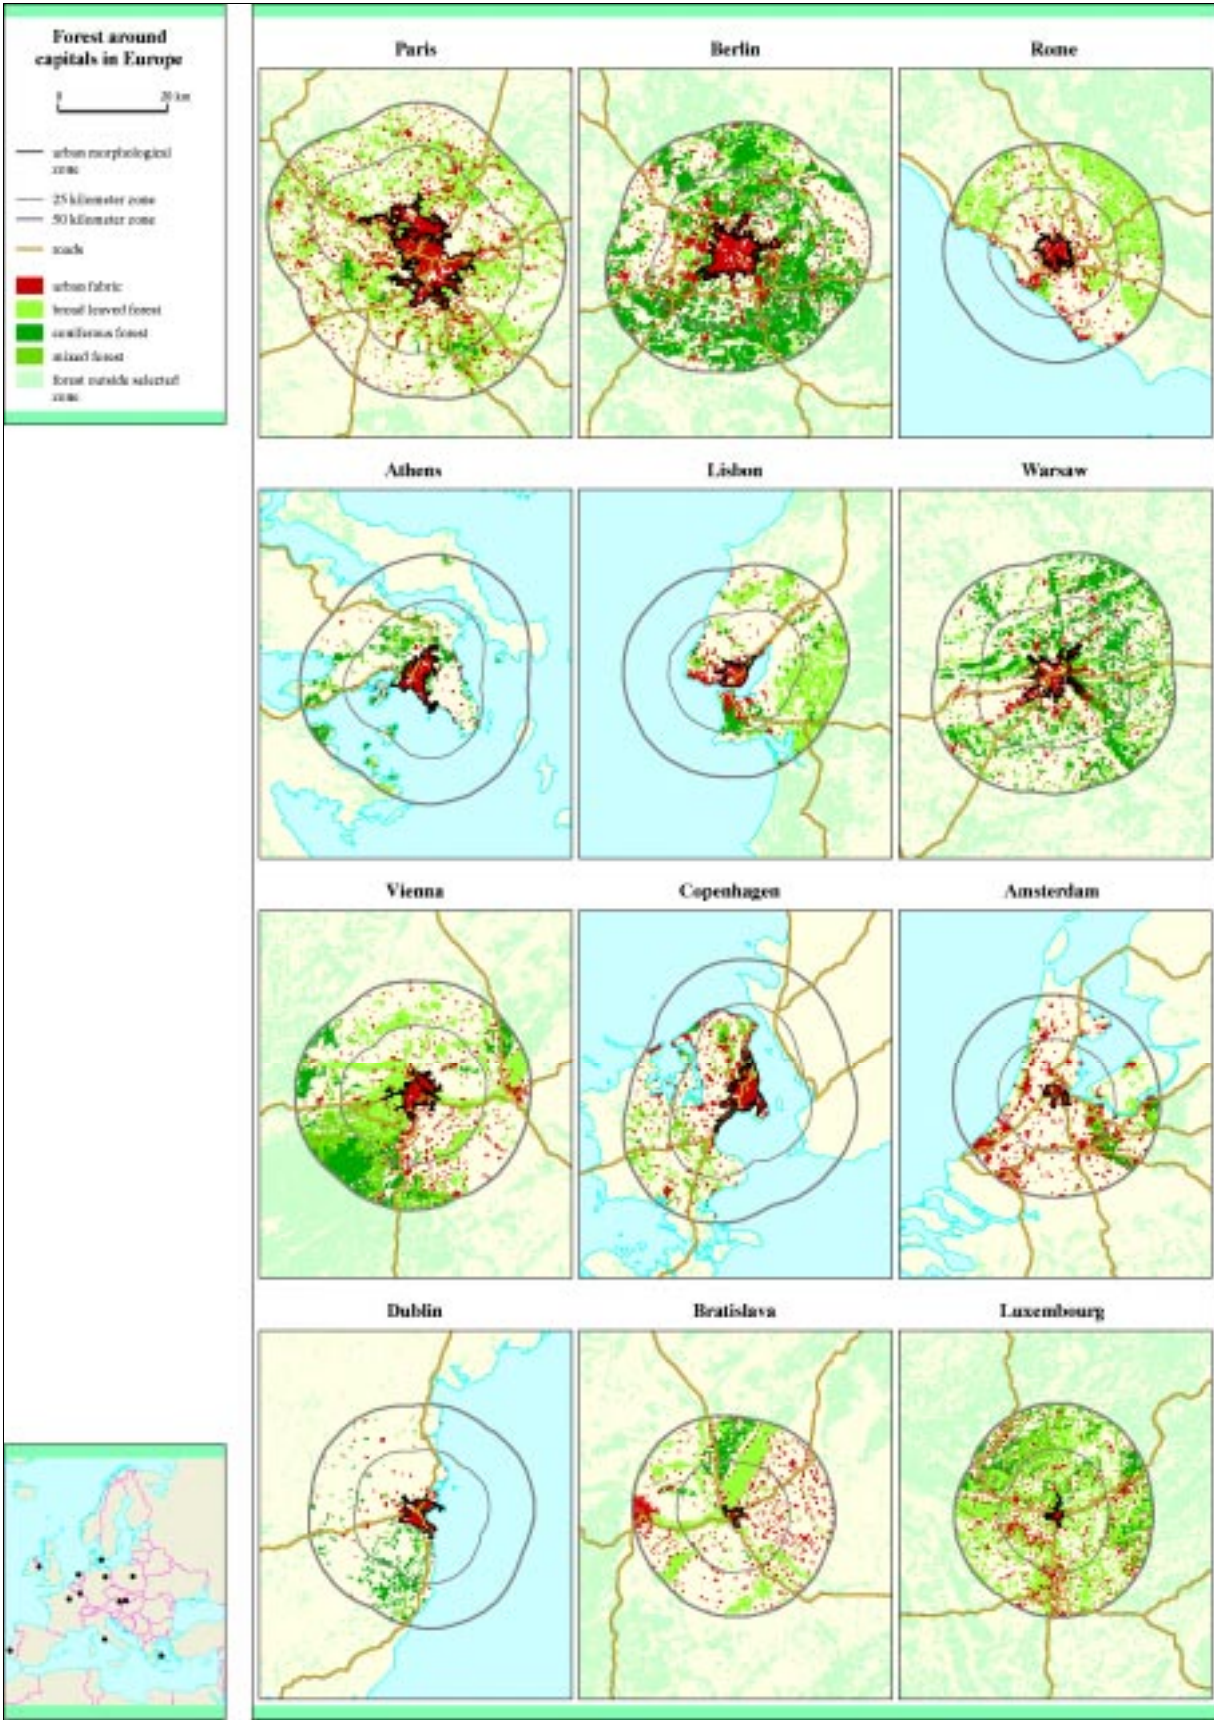 Forest around
capitals in Europe
0 20 km
urban morphological
zone
25 kilometer zone
50 kilometer zone
roads
urban fabric
broad leaved forest
coniferous forest
mixed forest
forest outside selected
zone
Paris Berlin Rome
Athens Lisbon Warsaw
Vienna Copenhagen Amsterdam
Dublin Bratislava Luxembourg